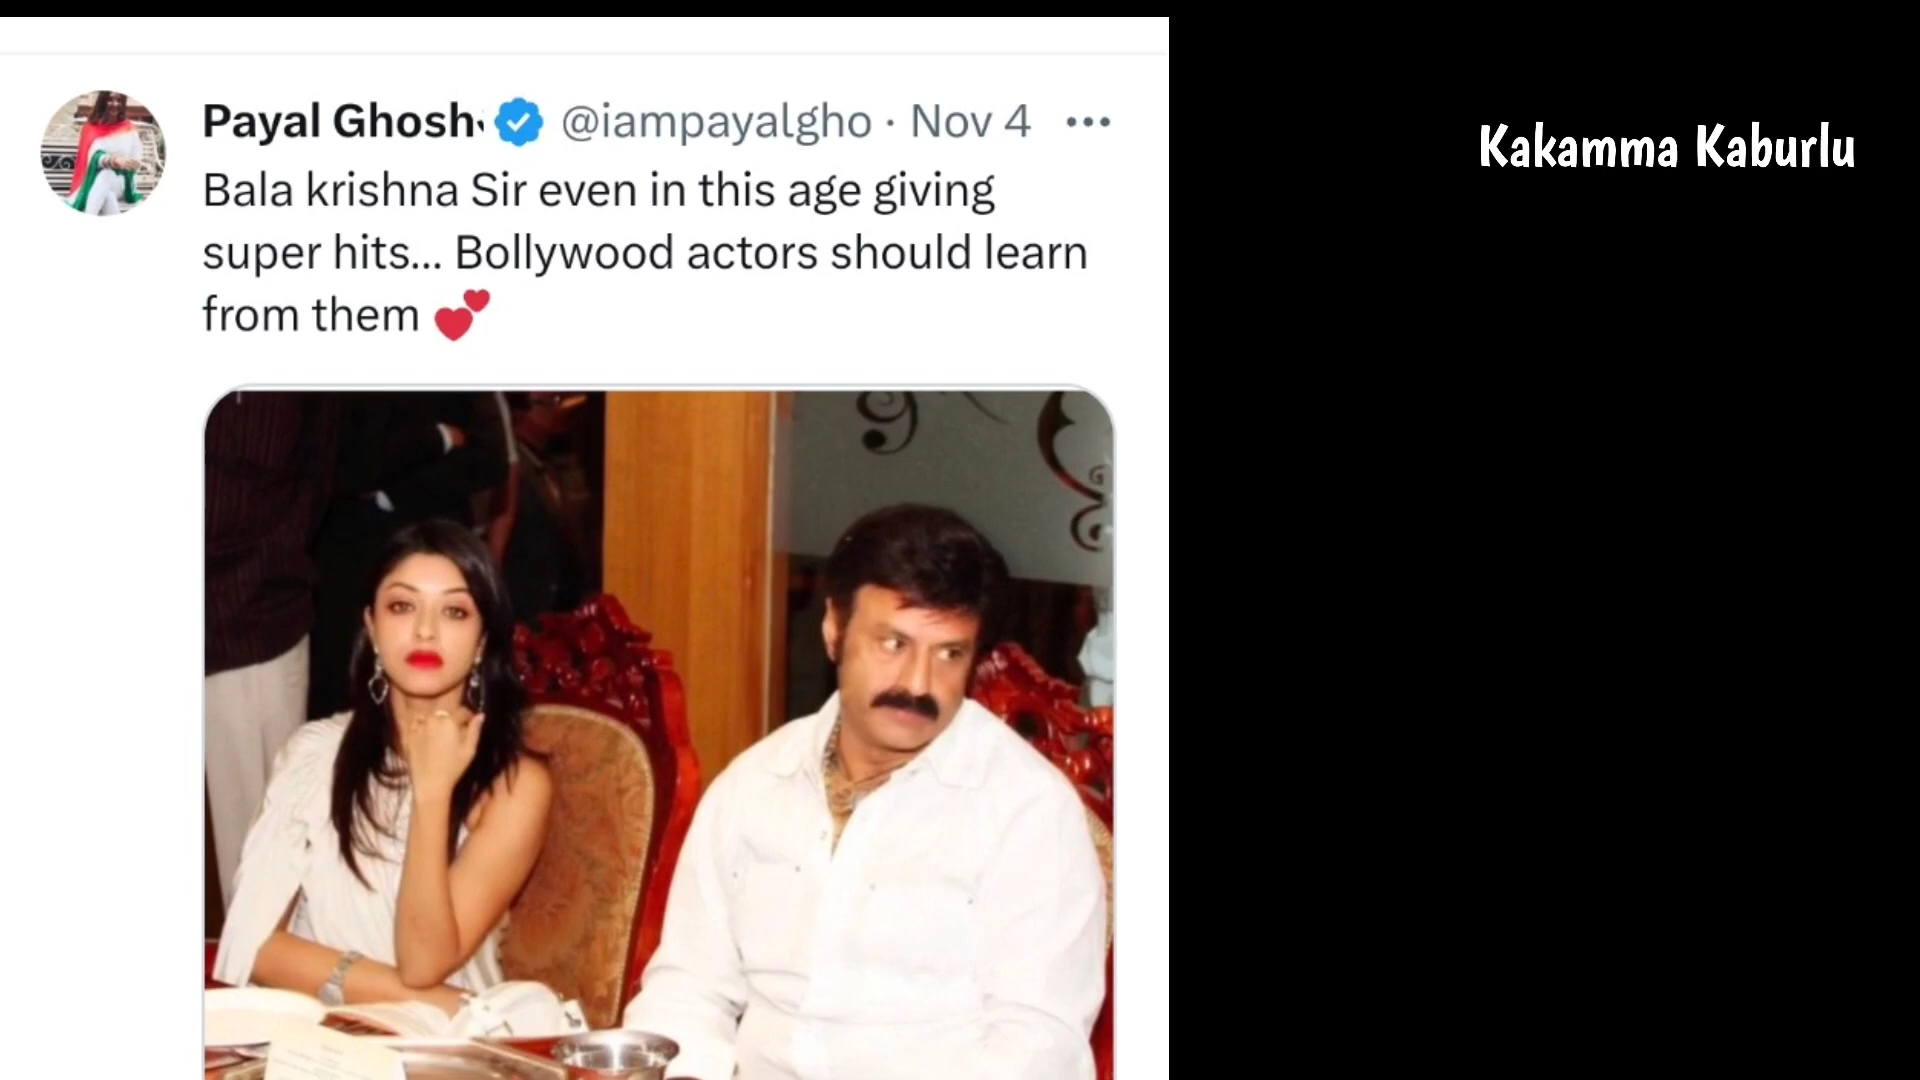 Payal Ghosh @iampayalgho · Nov 4 •••
Bala krishna Sir even in this age giving
super hits... Bollywood actors should learn
from them 💕
Kakamma Kaburlu